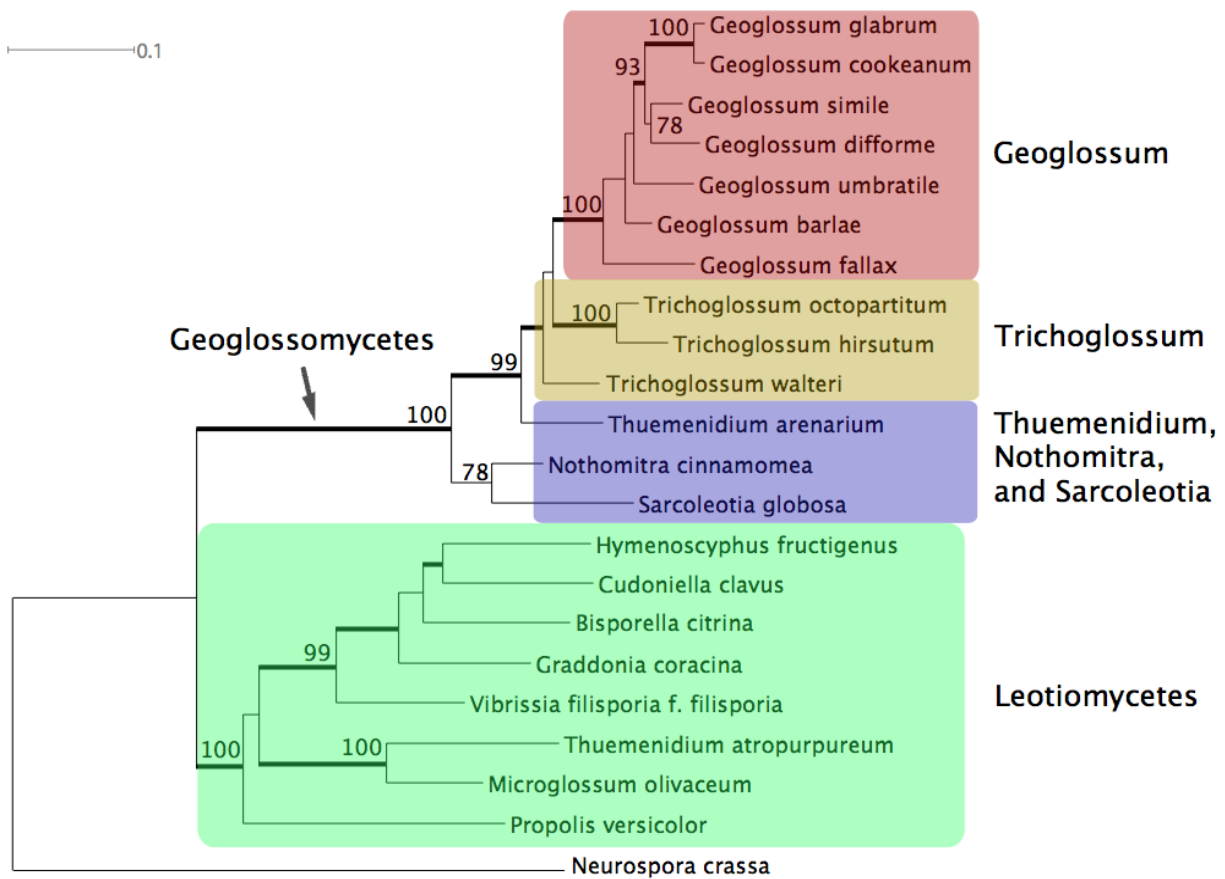 0.1
100
Geoglossum glabrum
Geoglossum cookeanum
93
Geoglossum simile
78
Geoglossum difforme
Geoglossum
Geoglossum umbratile
100
Geoglossum barlae
Geoglossum fallax
Trichoglossum octopartitum
100
Trichoglossum hirsutum
Trichoglossum
Geoglossomycetes
99
Trichoglossum walteri
100
Thuemenidium arenarium
Thuemenidium,
Nothomitra,
and Sarcoleotia
78
Nothomitra cinnamomea
Sarcoleotia globosa
Hymenoscyphus fructigenus
Cudoniella clavus
Bisporella citrina
99
Graddonia coracina
Vibrissia filisporia f. filisporia
Leotiomycetes
100
100
Thuemenidium atropurpureum
Microglossum olivaceum
Propolis versicolor
Neurospora crassa